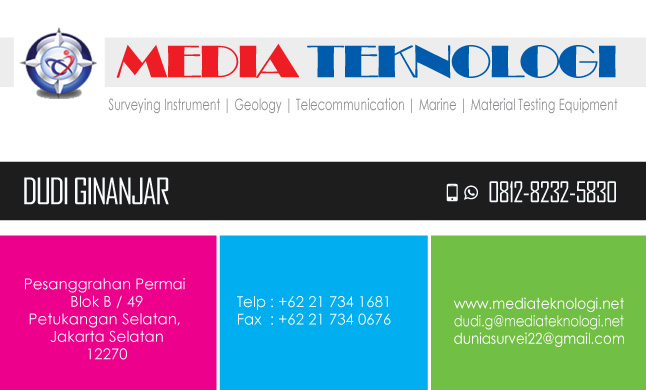 MEDIA TEKNOLOGI
Surveying Instrument | Geology | Telecommunication | Marine | Material Testing Equipment
DUDI GINANJAR
0812-8232-5830
Pesanggrahan Permai
Blok B / 49
Petukangan Selatan,
Jakarta Selatan
12270
Telp : +62 21 734 1681
Fax : +62 21 734 0676
www.mediateknologi.net
dudi.g@mediateknologi.net
duniasurvei22@gmail.com